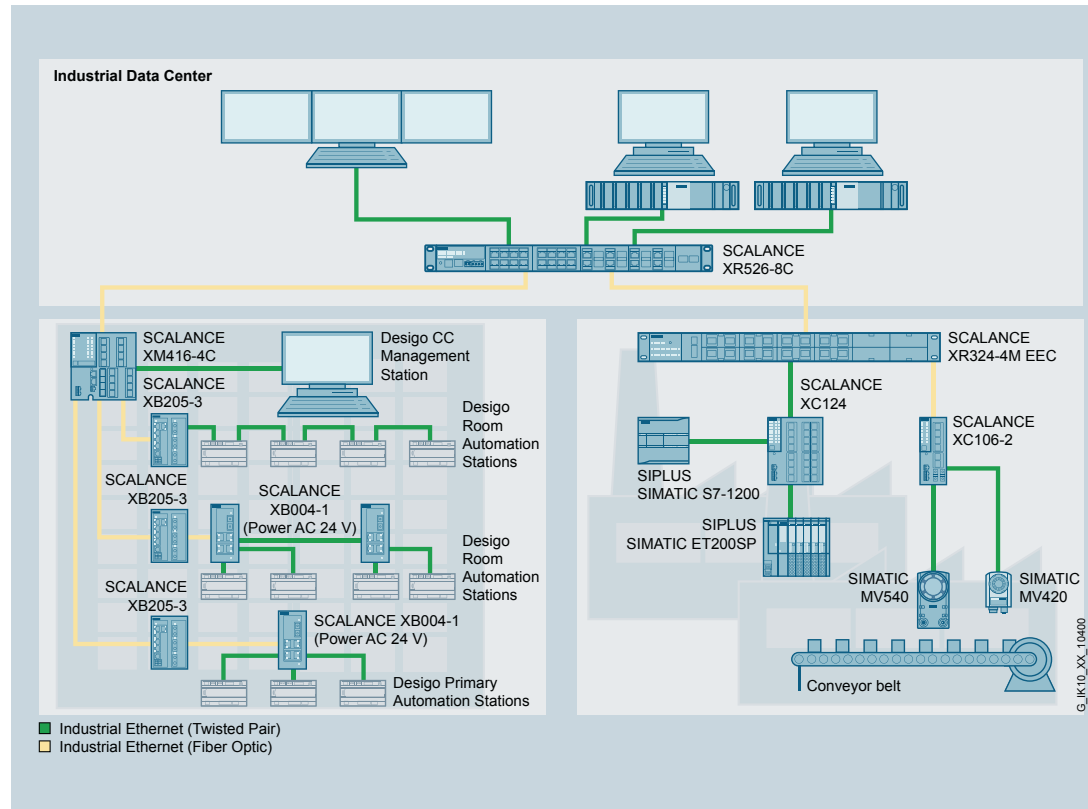 Industrial Data Center
SCALANCE
XR526-8C
SCALANCE
XM416-4C
SCALANCE
XB205-3
Desigo CC
Management
Station
Desigo
Room
Automation
Stations
SCALANCE
XB205-3
SCALANCE
XB004-1
(Power AC 24 V)
Desigo
Room
Automation
Stations
SCALANCE
XB205-3
SCALANCE XB004-1
(Power AC 24 V)
Desigo Primary
Automation Stations
SCALANCE
XR324-4M EEC
SCALANCE
XC124
SCALANCE
XC106-2
SIPLUS
SIMATIC S7-1200
SIPLUS
SIMATIC ET200SP
SIMATIC
MV540
SIMATIC
MV420
Conveyor belt
G_IK10_XX_10400
Industrial Ethernet (Twisted Pair)
Industrial Ethernet (Fiber Optic)